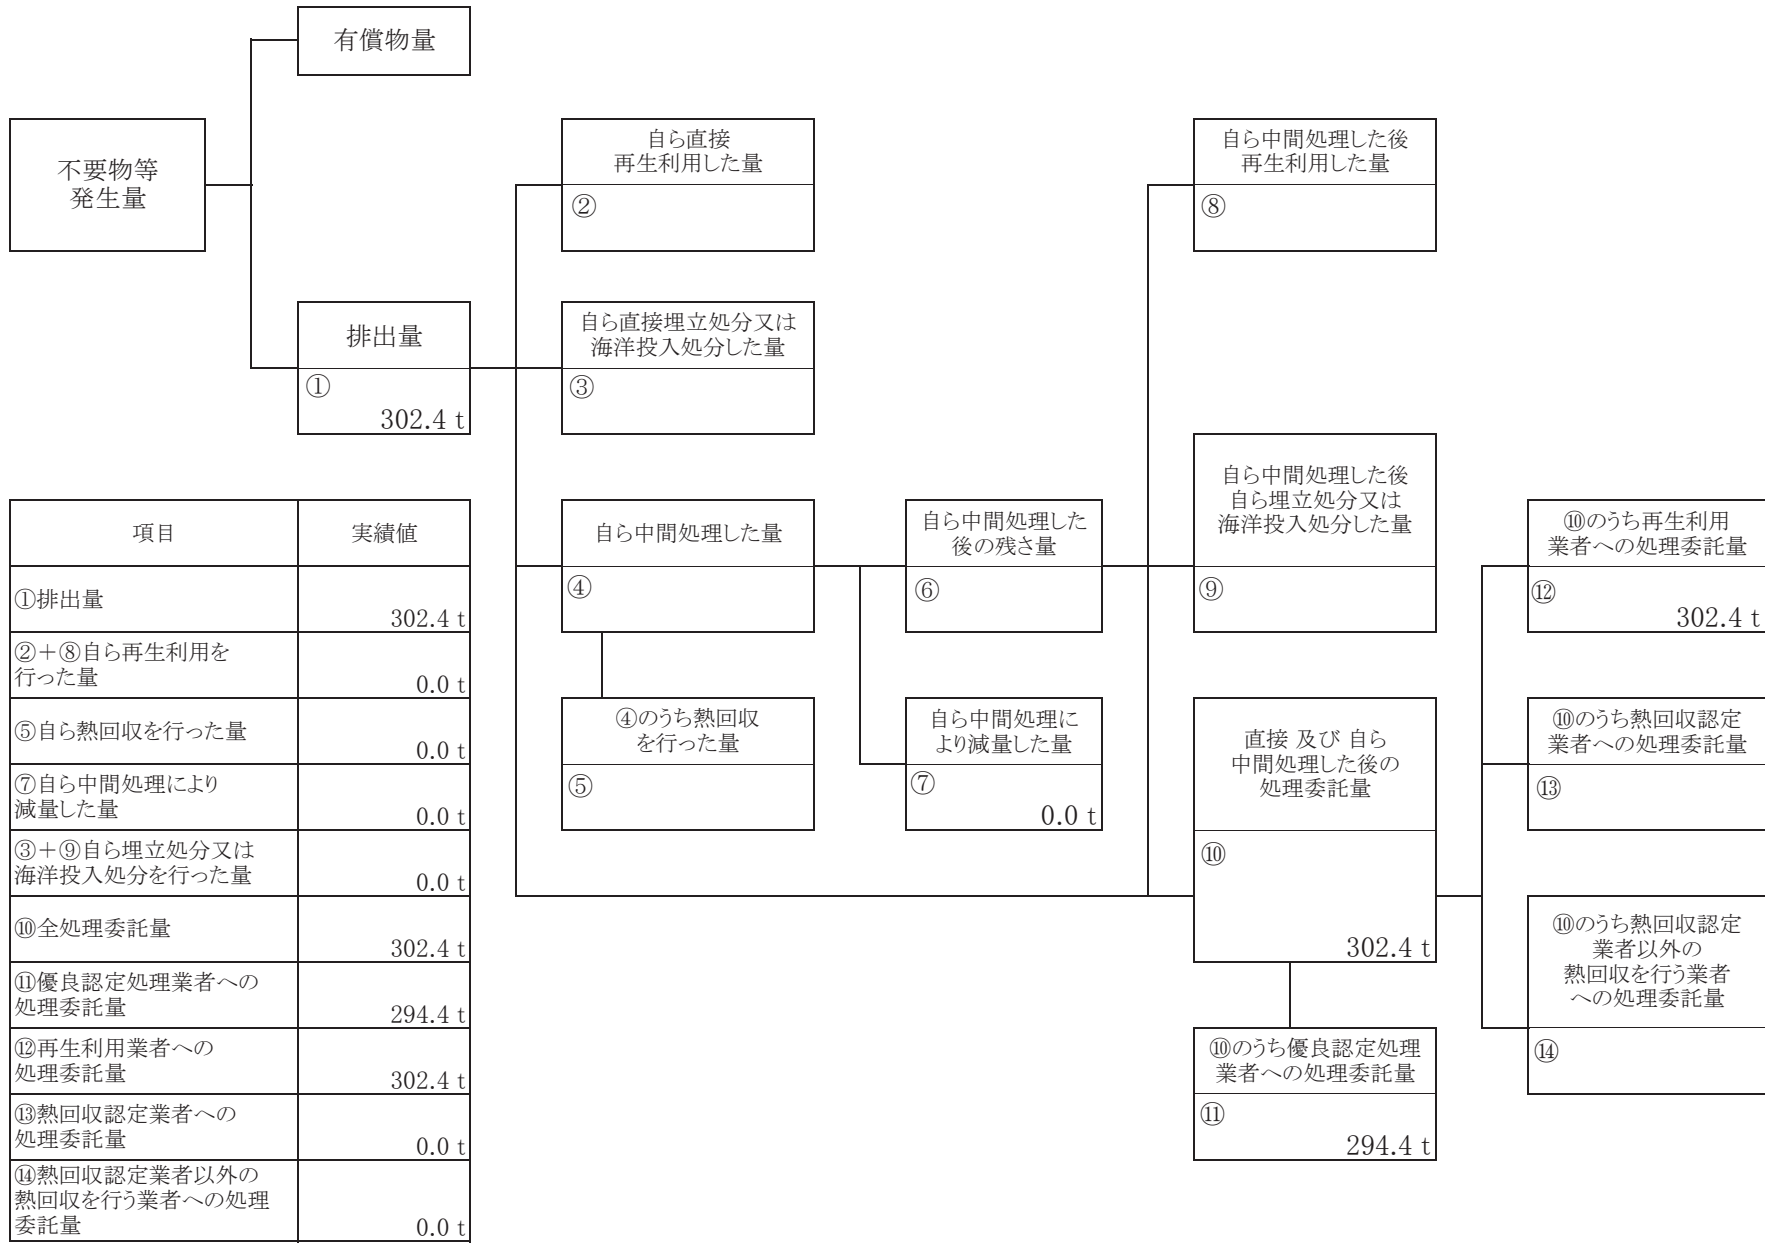 有償物量
不要物等
発生量
排出量
①
302.4 t
自ら直接
再生利用した量
②
自ら直接埋立処分又は
海洋投入処分した量
③
自ら中間処理した量
④
④のうち熱回収
を行った量
⑤
自ら中間処理した
後の残さ量
⑥
自ら中間処理に
より減量した量
⑦
0.0 t
自ら中間処理した後
再生利用した量
⑧
自ら中間処理した後
自ら埋立処分又は
海洋投入処分した量
⑨
直接 及び 自ら
中間処理した後の
処理委託量
⑩
302.4 t
⑩のうち優良認定処理
業者への処理委託量
⑪
294.4 t
⑩のうち再生利用
業者への処理委託量
⑫
302.4 t
⑩のうち熱回収認定
業者への処理委託量
⑬
⑩のうち熱回収認定
業者以外の
熱回収を行う業者
への処理委託量
⑭
項目 実績値
①排出量
302.4 t
②+⑧自ら再生利用を
行った量
0.0 t
⑤自ら熱回収を行った量
0.0 t
⑦自ら中間処理により
減量した量
0.0 t
③+⑨自ら埋立処分又は
海洋投入処分を行った量
0.0 t
⑩全処理委託量
302.4 t
⑪優良認定処理業者への
処理委託量
294.4 t
⑫再生利用業者への
処理委託量
302.4 t
⑬熱回収認定業者への
処理委託量
0.0 t
⑭熱回収認定業者以外の
熱回収を行う業者への処理
委託量
0.0 t